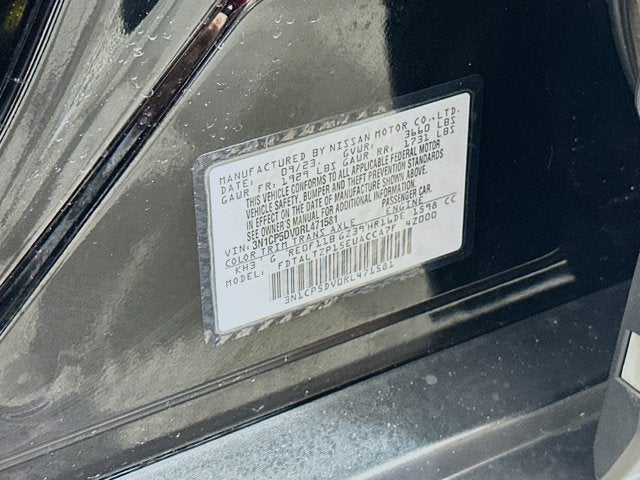 MANUFACTURED BY NISSAN MOTOR CO.,LTD.
DATE: 09/23. GVWR: 3660 LBS
GAUR FR: 1929 LBS GAUR RR: 1731 LBS
THIS VEHICLE CONFORMS TO ALL APPLICABLE FEDERAL MOTOR
VEHICLE SAFETY, BUMPER AND THEFT PREVENTION STANDARDS
IN EFFECT ON THE DATE OF MANUFACTURE SHOWN ABOVE.
SEE OWNER'S MANUAL FOR ADDITIONAL INFORMATION.
VIN: 3N1CP5DV0RL471581 PASSENGER CAR.
COLOR TRIM TRANS AXLE ENGINE
KH3 G RE0F11B 6239 HR16DE 1598 CC
MODEL: FDTALTZP15EUACCA7F 42000
3N1CP5DV0RL471581